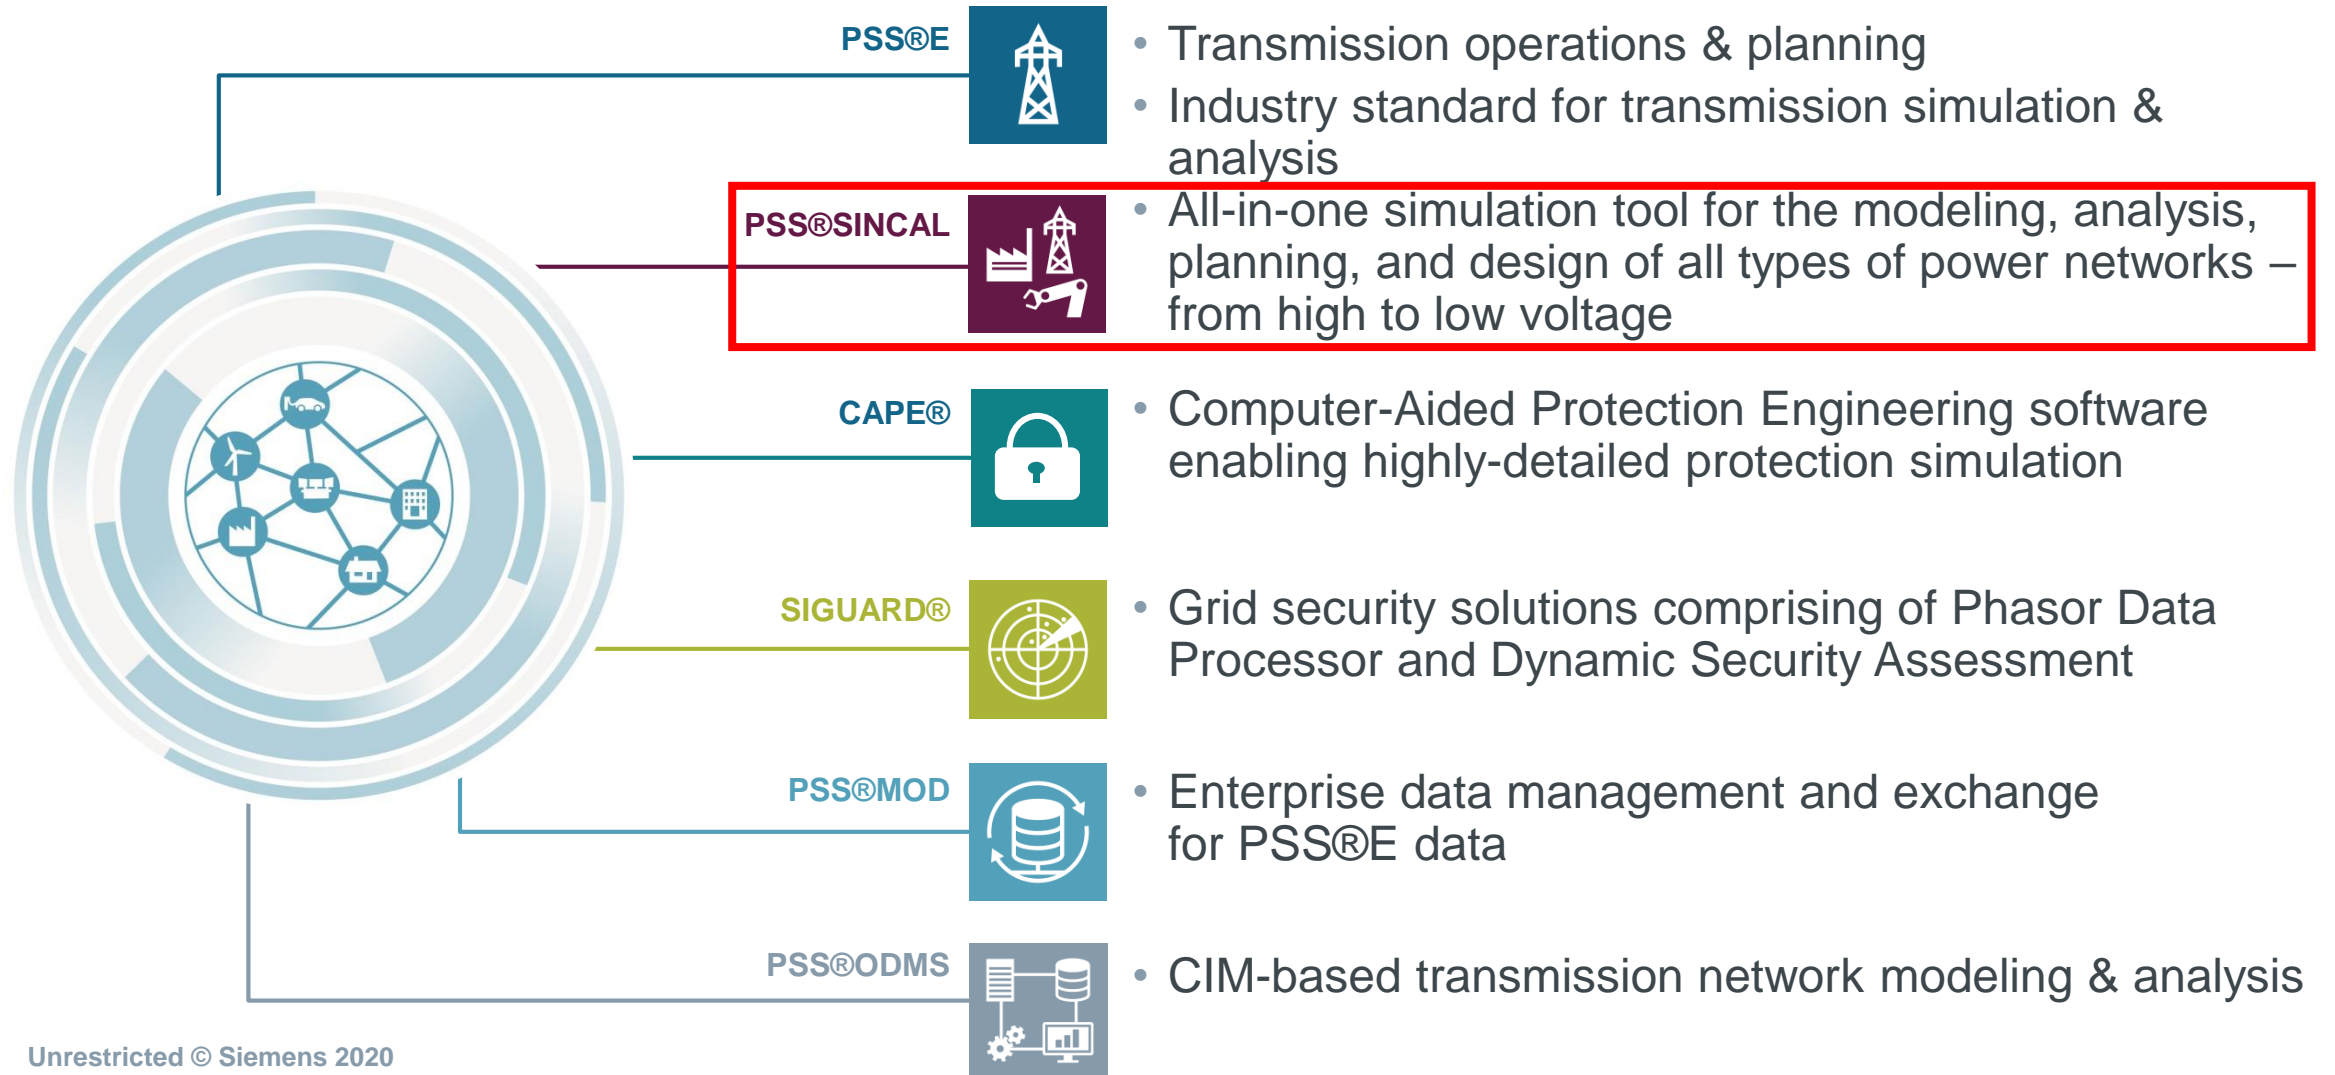 PSS®E
• Transmission operations & planning
• Industry standard for transmission simulation &
analysis
PSS®SINCAL
• All-in-one simulation tool for the modeling, analysis,
planning, and design of all types of power networks –
from high to low voltage
CAPE®
• Computer-Aided Protection Engineering software
enabling highly-detailed protection simulation
SIGUARD®
• Grid security solutions comprising of Phasor Data
Processor and Dynamic Security Assessment
PSS®MOD
• Enterprise data management and exchange
for PSS®E data
PSS®ODMS
• CIM-based transmission network modeling & analysis
Unrestricted © Siemens 2020